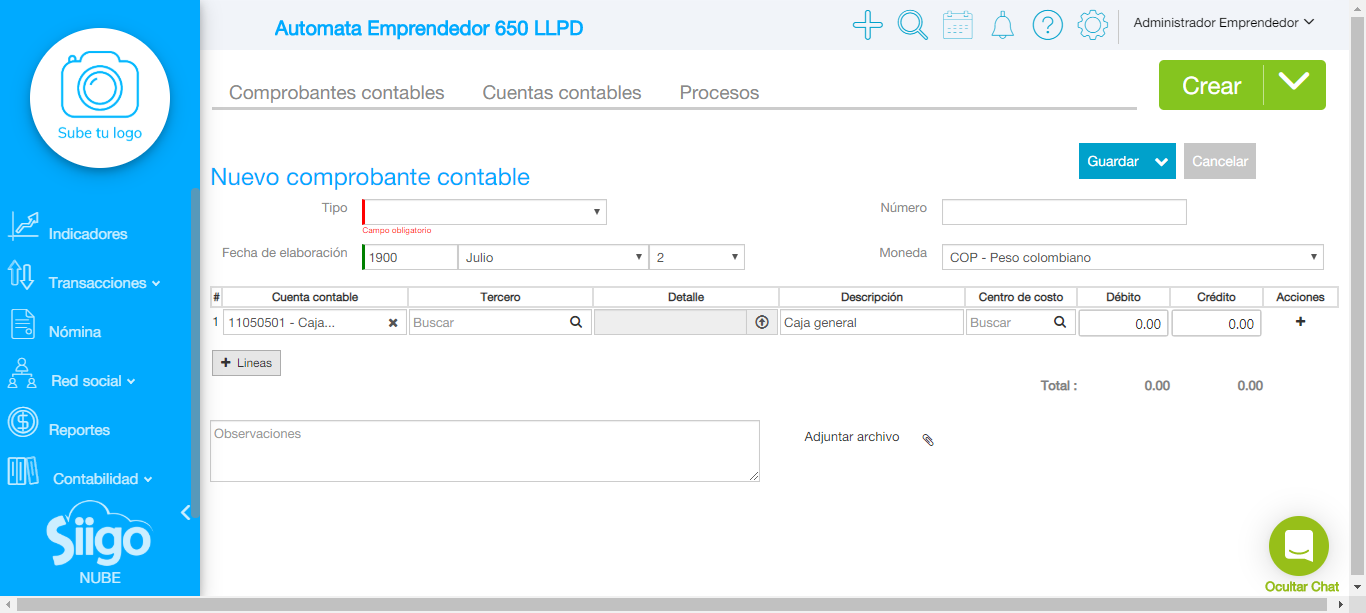 Automata Emprendedor 650 LLPD
Administrador Emprendedor
Sube tu logo
Comprobantes contables Cuentas contables Procesos
Crear
Guardar Cancelar
Nuevo comprobante contable
Tipo Número
Campo obligatorio
Fecha de elaboración 1900 Julio 2 Moneda COP - Peso colombiano
# Cuenta contable Tercero Detalle Descripción Centro de costo Débito Crédito Acciones
1 11050501 - Caja... Buscar Caja general Buscar 0.00 0.00
+ Lineas
Total : 0.00 0.00
Observaciones
Adjuntar archivo
Indicadores
Transacciones
Nómina
Red social
Reportes
Contabilidad
Siigo
NUBE
Ocultar Chat